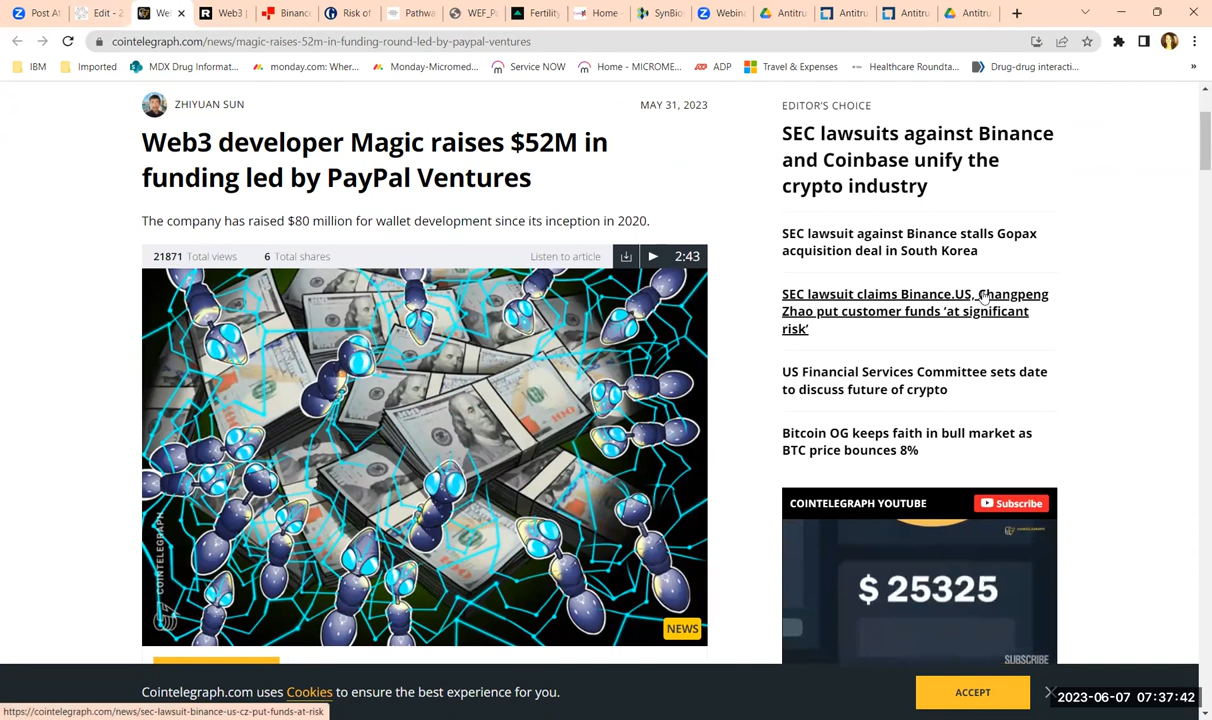 Post Af
Edit - 2
We
Web3
Binanc
Risk of
Pathwa
WEF_Pa
Fertility
Home -
SynBio
Webina
Antitru
Antitru
Antitru
Antitru
cointelegraph.com/news/magic-raises-52m-in-funding-round-led-by-paypal-ventures
IBM
Imported
MDX Drug Informat...
monday.com: Wher...
Monday-Micromed...
Service NOW
Home - MICROME...
ADP
Travel & Expenses
Healthcare Roundta...
Drug-drug interacti...
»
ZHIYUAN SUN
MAY 31, 2023
Web3 developer Magic raises $52M in
funding led by PayPal Ventures
The company has raised $80 million for wallet development since its inception in 2020.
21871 Total views
6 Total shares
Listen to article
2:43
COINTELEGRAPH
NEWS
EDITOR'S CHOICE
SEC lawsuits against Binance
and Coinbase unify the
crypto industry
SEC lawsuit against Binance stalls Gopax
acquisition deal in South Korea
SEC lawsuit claims Binance.US, Changpeng
Zhao put customer funds 'at significant
risk'
US Financial Services Committee sets date
to discuss future of crypto
Bitcoin OG keeps faith in bull market as
BTC price bounces 8%
COINTELEGRAPH YOUTUBE
Subscribe
$ 25325
SUBSCRIBE
Cointelegraph.com uses Cookies to ensure the best experience for you.
ACCEPT
2023-06-07 07:37:42
https://cointelegraph.com/news/sec-lawsuit-binance-us-cz-put-funds-at-risk